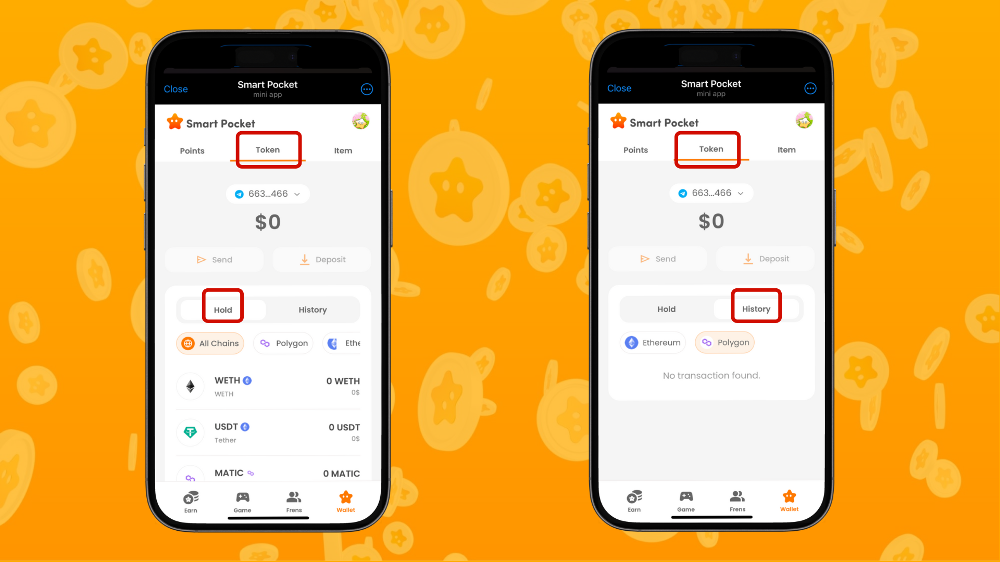 Close
Smart Pocket
mini app
Smart Pocket
Points
Token
Item
663...466
$0
Send
Deposit
Hold
History
All Chains
Polygon
Ethe
WETH
0 WETH
WETH
0$
USDT
0 USDT
Tether
0$
MATIC
0 MATIC
Earn
Game
Frens
Wallet
Close
Smart Pocket
mini app
Smart Pocket
Points
Token
Item
663...466
$0
Send
Deposit
Hold
History
Ethereum
Polygon
No transaction found.
Earn
Game
Frens
Wallet